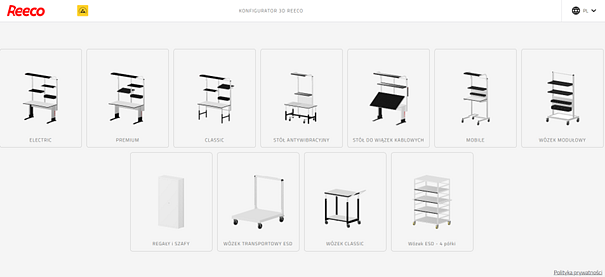 Reeco
KONFIGURATOR 3D REECO
PL
ELECTRIC
PREMIUM
CLASSIC
STÓŁ ANTYWIBRACYJNY
STÓŁ DO WIĄZEK KABLOWYCH
MOBILE
WÓZEK MODUŁOWY
REGAŁY I SZAFY
WÓZEK TRANSPORTOWY ESD
WÓZEK CLASSIC
Wózek ESD - 4 półki
Polityka prywatności